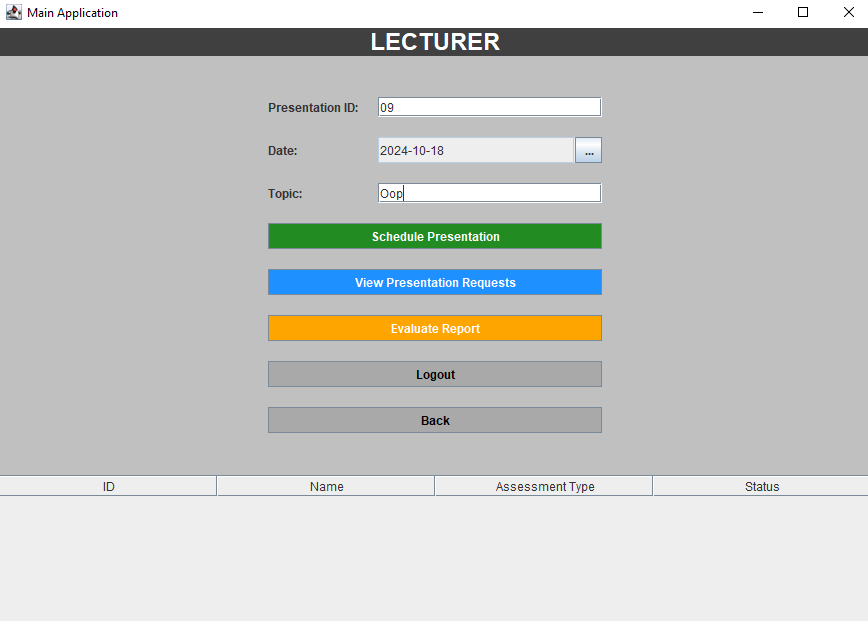 Main Application
LECTURER
Presentation ID: 09
Date: 2024-10-18 ...
Topic: Oop
Schedule Presentation
View Presentation Requests
Evaluate Report
Logout
Back
ID Name Assessment Type Status